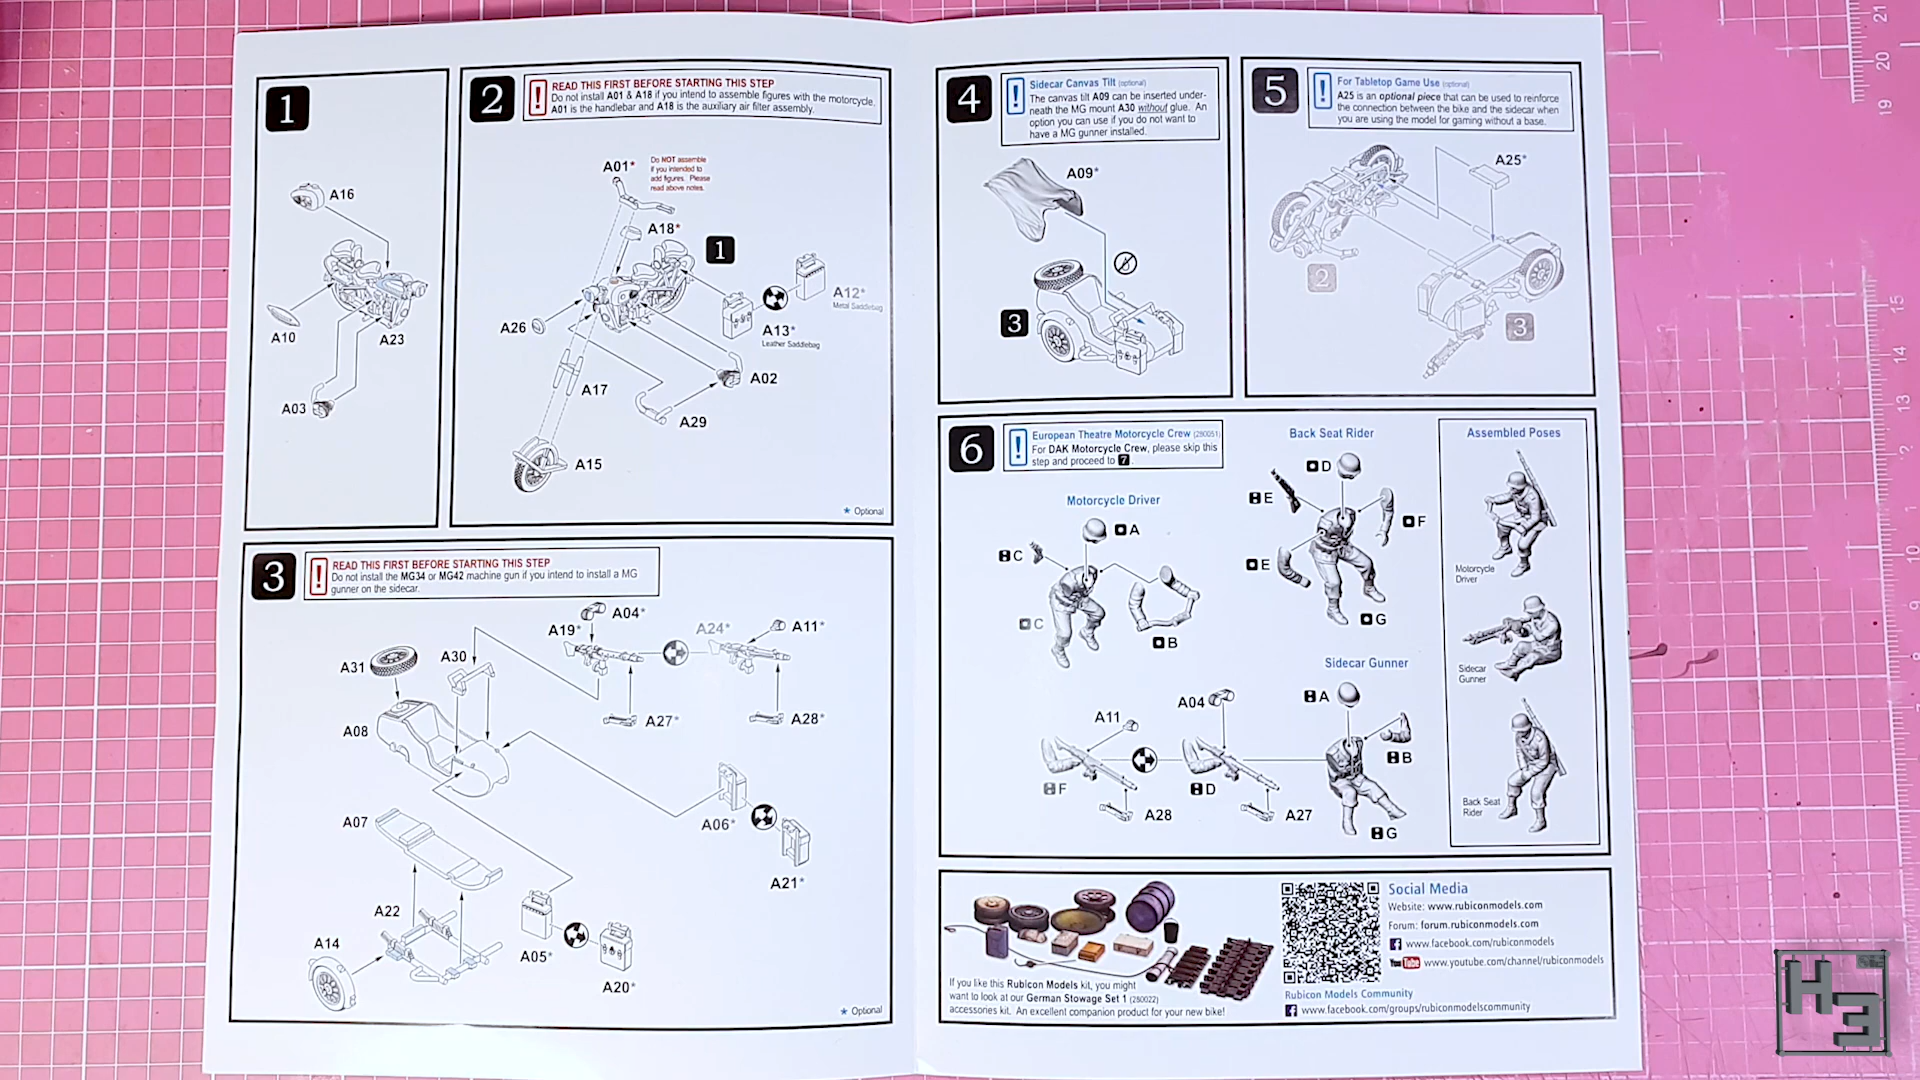 1
A16
A10
A23
A03
2
READ THIS FIRST BEFORE STARTING THIS STEP
Do not install A01 & A18 if you intend to assemble figures with the motorcycle.
A01 is the handlebar and A18 is the auxiliary air filter assembly.
A01*
Do NOT assemble
if you intended to
add figures. Please
read above notes.
A18*
1
A12*
Metal Saddlebag
A13*
Leather Saddlebag
A26
A17
A02
A29
A15
* Optional
3
READ THIS FIRST BEFORE STARTING THIS STEP
Do not install the MG34 or MG42 machine gun if you intend to install a MG
gunner on the sidecar.
A04*
A19*
A24*
A11*
A31
A30
A27*
A28*
A08
A06*
A07
A21*
A22
A14
A05*
A20*
* Optional
4
Sidecar Canvas Tilt (optional)
The canvas tilt A09 can be inserted under-
neath the MG mount A30 without glue. An
option you can use if you do not want to
have a MG gunner installed.
A09*
3
5
For Tabletop Game Use (optional)
A25 is an optional piece that can be used to reinforce
the connection between the bike and the sidecar when
you are using the model for gaming without a base.
A25*
2
3
6
European Theatre Motorcycle Crew (280051)
For DAK Motorcycle Crew, please skip this
step and proceed to 7.
Motorcycle Driver
A
C
C
B
Back Seat Rider
D
E
F
E
G
Sidecar Gunner
A
A04
A11
B
F
D
A28
A27
G
Assembled Poses
Motorcycle
Driver
Sidecar
Gunner
Back Seat
Rider
If you like this Rubicon Models kit, you might
want to look at our German Stowage Set 1 (280022)
accessories kit. An excellent companion product for your new bike!
Social Media
Website: www.rubiconmodels.com
Forum: forum.rubiconmodels.com
www.facebook.com/rubiconmodels
YouTube www.youtube.com/channel/rubiconmodels
Rubicon Models Community
www.facebook.com/groups/rubiconmodelscommunity
21
20
19
15
14
13
H3